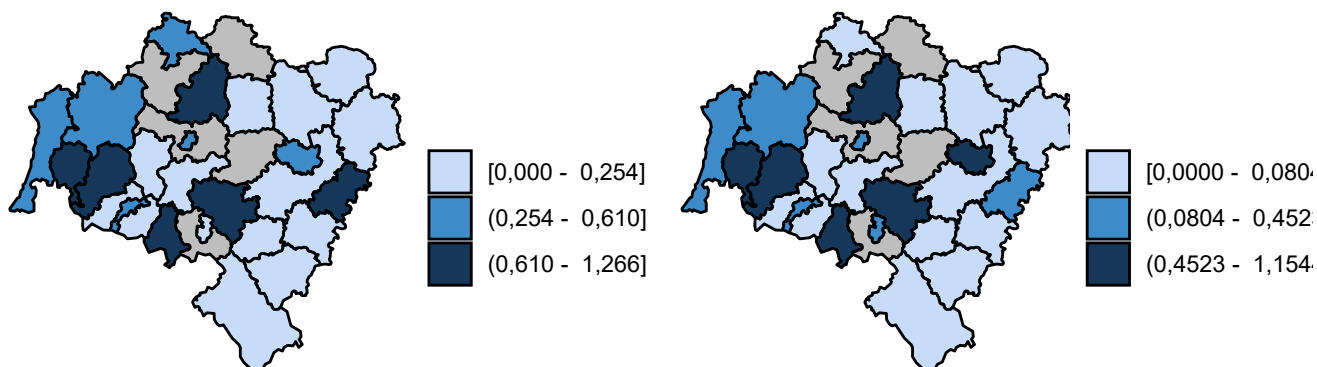 [0,000 - 0,254]
(0,254 - 0,610]
(0,610 - 1,266]
[0,0000 - 0,0804
(0,0804 - 0,452
(0,4523 - 1,154